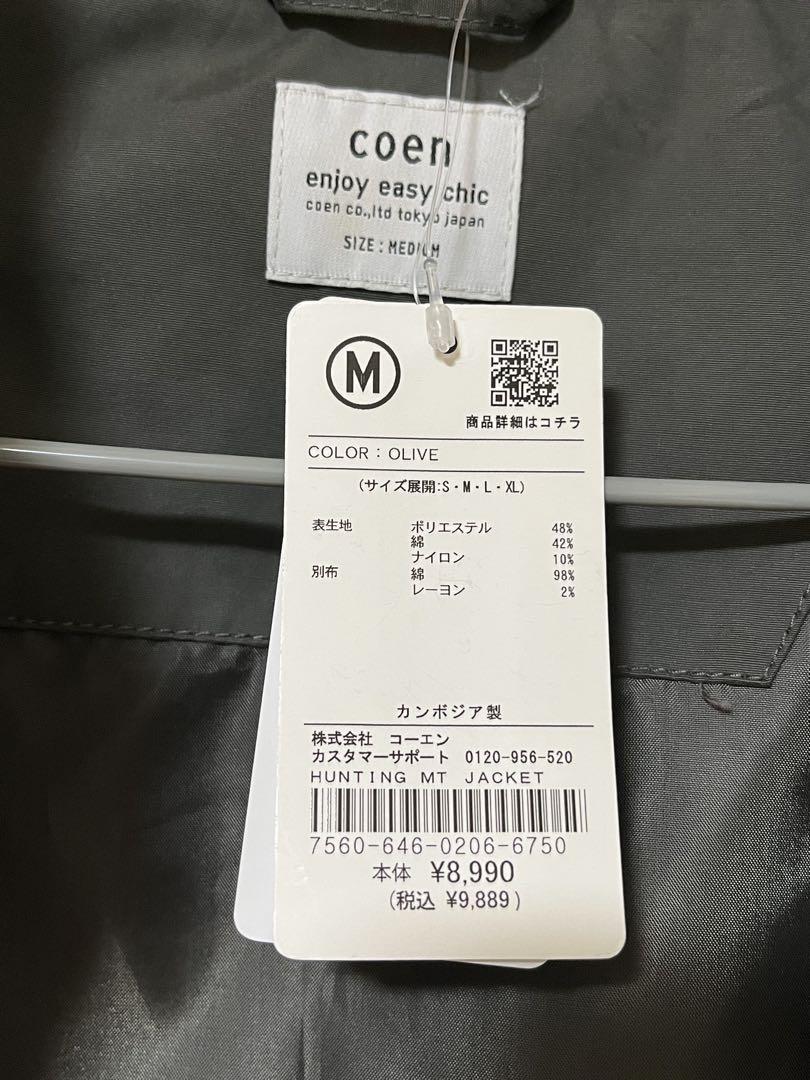 coen
enjoy easy chic
coen co.,ltd tokyo japan
SIZE : MEDIUM
M
商品詳細はコチラ
COLOR : OLIVE
(サイズ展開:S・M・L・XL)
表生地 ポリエステル 48%
綿 42%
ナイロン 10%
別布 綿 98%
レーヨン 2%
カンボジア製
株式会社 コーエン
カスタマーサポート 0120-956-520
HUNTING MT JACKET
7560-646-0206-6750
本体 ¥8,990
(税込 ¥9,889)